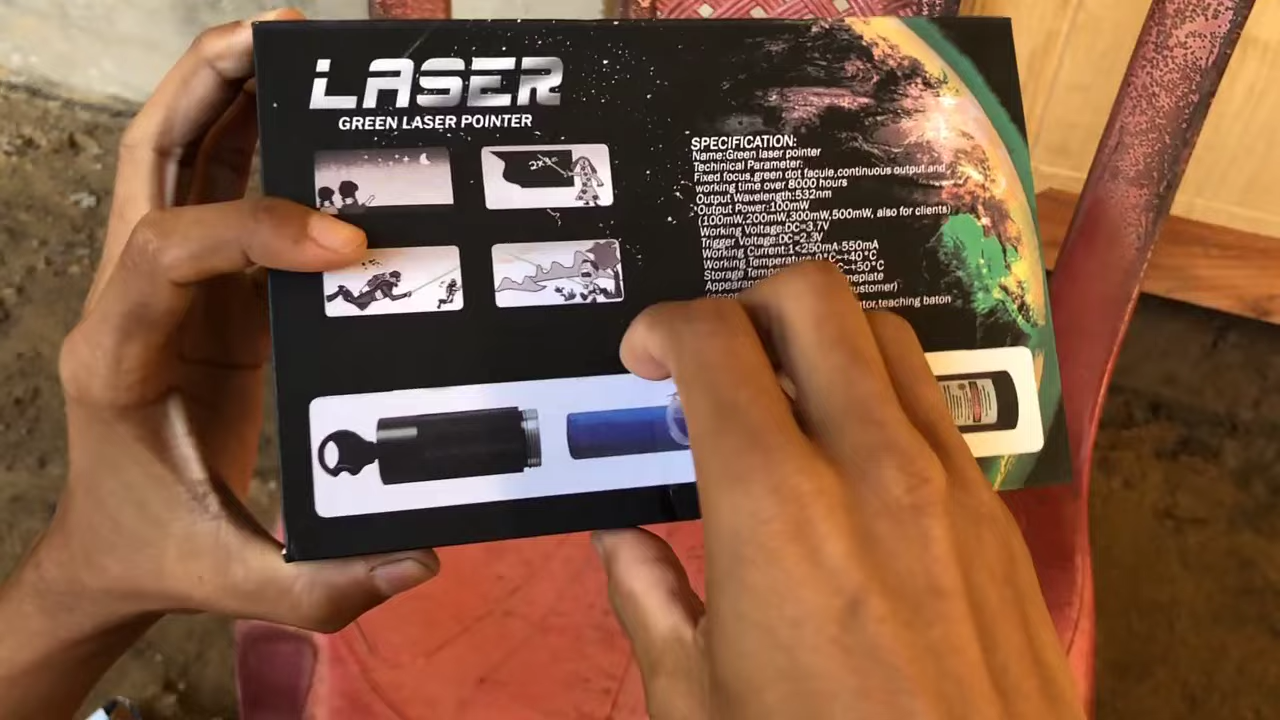 LASER
GREEN LASER POINTER
2x3=
SPECIFICATION:
Name:Green laser pointer
Techinical Parameter:
Fixed focus,green dot facule,continuous output and
working time over 8000 hours
Output Wavelength:532nm
*Output Power:100mW
(100mW,200mW,300mW,500mW, also for clients)
Working Voltage:DC=3.7V
Trigger Voltage:DC=2.3V
Working Current:1<250mA-550mA
Working Temperature:0°C~+40°C
Storage ~+50°C
customer)
,teaching baton